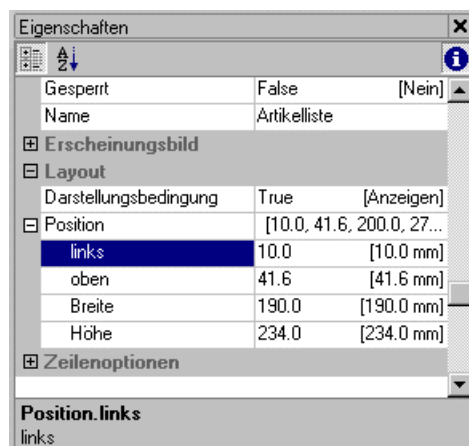 Eigenschaften
A Z
Gesperrt False [Nein]
Name Artikelliste
Erscheinungsbild
Layout
Darstellungsbedingung True [Anzeigen]
Position [10.0, 41.6, 200.0, 27...
links 10.0 [10.0 mm]
oben 41.6 [41.6 mm]
Breite 190.0 [190.0 mm]
Höhe 234.0 [234.0 mm]
Zeilenoptionen
Position.links
links